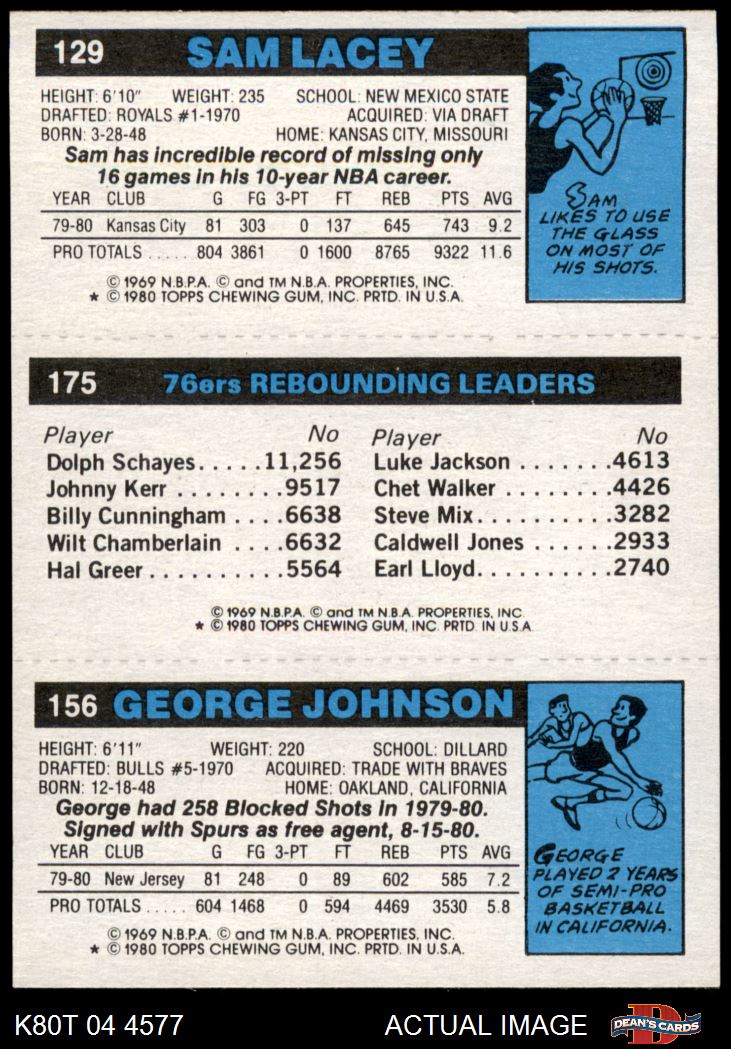 129 SAM LACEY
HEIGHT: 6'10" WEIGHT: 235 SCHOOL: NEW MEXICO STATE
DRAFTED: ROYALS #1-1970 ACQUIRED: VIA DRAFT
BORN: 3-28-48 HOME: KANSAS CITY, MISSOURI
Sam has incredible record of missing only
16 games in his 10-year NBA career.
YEAR CLUB G FG 3-PT FT REB PTS AVG
79-80 Kansas City 81 303 0 137 645 743 9.2
PRO TOTALS ..... 804 3861 0 1600 8765 9322 11.6
© 1969 N.B.P.A. © and TM N.B.A. PROPERTIES, INC.
★ © 1980 TOPPS CHEWING GUM, INC. PRTD. IN U.S.A.
SAM
LIKES TO USE
THE GLASS
ON MOST OF
HIS SHOTS.
175 76ers REBOUNDING LEADERS
Player No Player No
Dolph Schayes.....11,256 Luke Jackson .......4613
Johnny Kerr ........9517 Chet Walker ........4426
Billy Cunningham ....6638 Steve Mix..........3282
Wilt Chamberlain ....6632 Caldwell Jones ......2933
Hal Greer..........5564 Earl Lloyd..........2740
© 1969 N.B.P.A. © and TM N.B.A. PROPERTIES, INC.
★ © 1980 TOPPS CHEWING GUM, INC. PRTD. IN U.S.A.
156 GEORGE JOHNSON
HEIGHT: 6'11" WEIGHT: 220 SCHOOL: DILLARD
DRAFTED: BULLS #5-1970 ACQUIRED: TRADE WITH BRAVES
BORN: 12-18-48 HOME: OAKLAND, CALIFORNIA
George had 258 Blocked Shots in 1979-80.
Signed with Spurs as free agent, 8-15-80.
YEAR CLUB G FG 3-PT FT REB PTS AVG
79-80 New Jersey 81 248 0 89 602 585 7.2
PRO TOTALS ..... 604 1468 0 594 4469 3530 5.8
© 1969 N.B.P.A. © and TM N.B.A. PROPERTIES, INC.
★ © 1980 TOPPS CHEWING GUM, INC. PRTD. IN U.S.A.
GEORGE
PLAYED 2 YEARS
OF SEMI-PRO
BASKETBALL
IN CALIFORNIA.
K80T 04 4577 ACTUAL IMAGE D DEAN'S CARDS